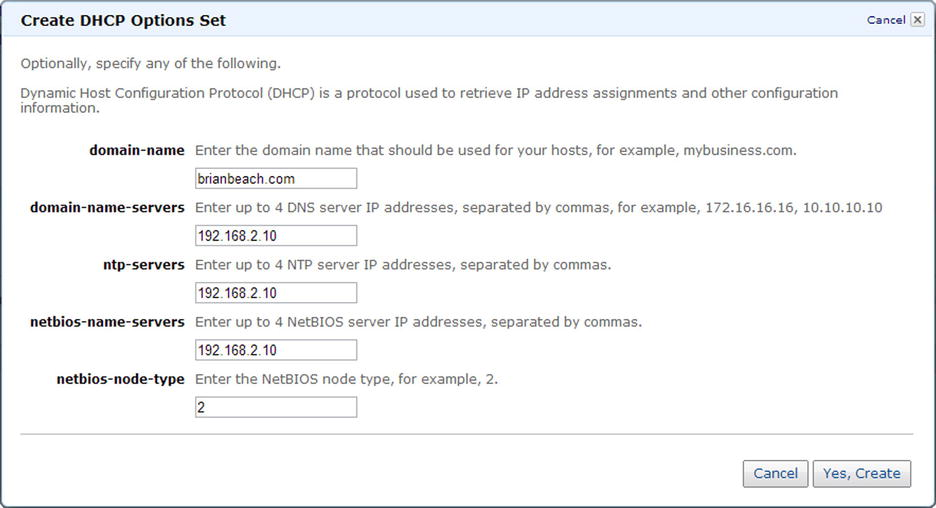 Create DHCP Options Set
Cancel
Optionally, specify any of the following.
Dynamic Host Configuration Protocol (DHCP) is a protocol used to retrieve IP address assignments and other configuration
information.
domain-name Enter the domain name that should be used for your hosts, for example, mybusiness.com.
brianbeach.com
domain-name-servers Enter up to 4 DNS server IP addresses, separated by commas, for example, 172.16.16.16, 10.10.10.10
192.168.2.10
ntp-servers Enter up to 4 NTP server IP addresses, separated by commas.
192.168.2.10
netbios-name-servers Enter up to 4 NetBIOS server IP addresses, separated by commas.
192.168.2.10
netbios-node-type Enter the NetBIOS node type, for example, 2.
2
Cancel Yes, Create